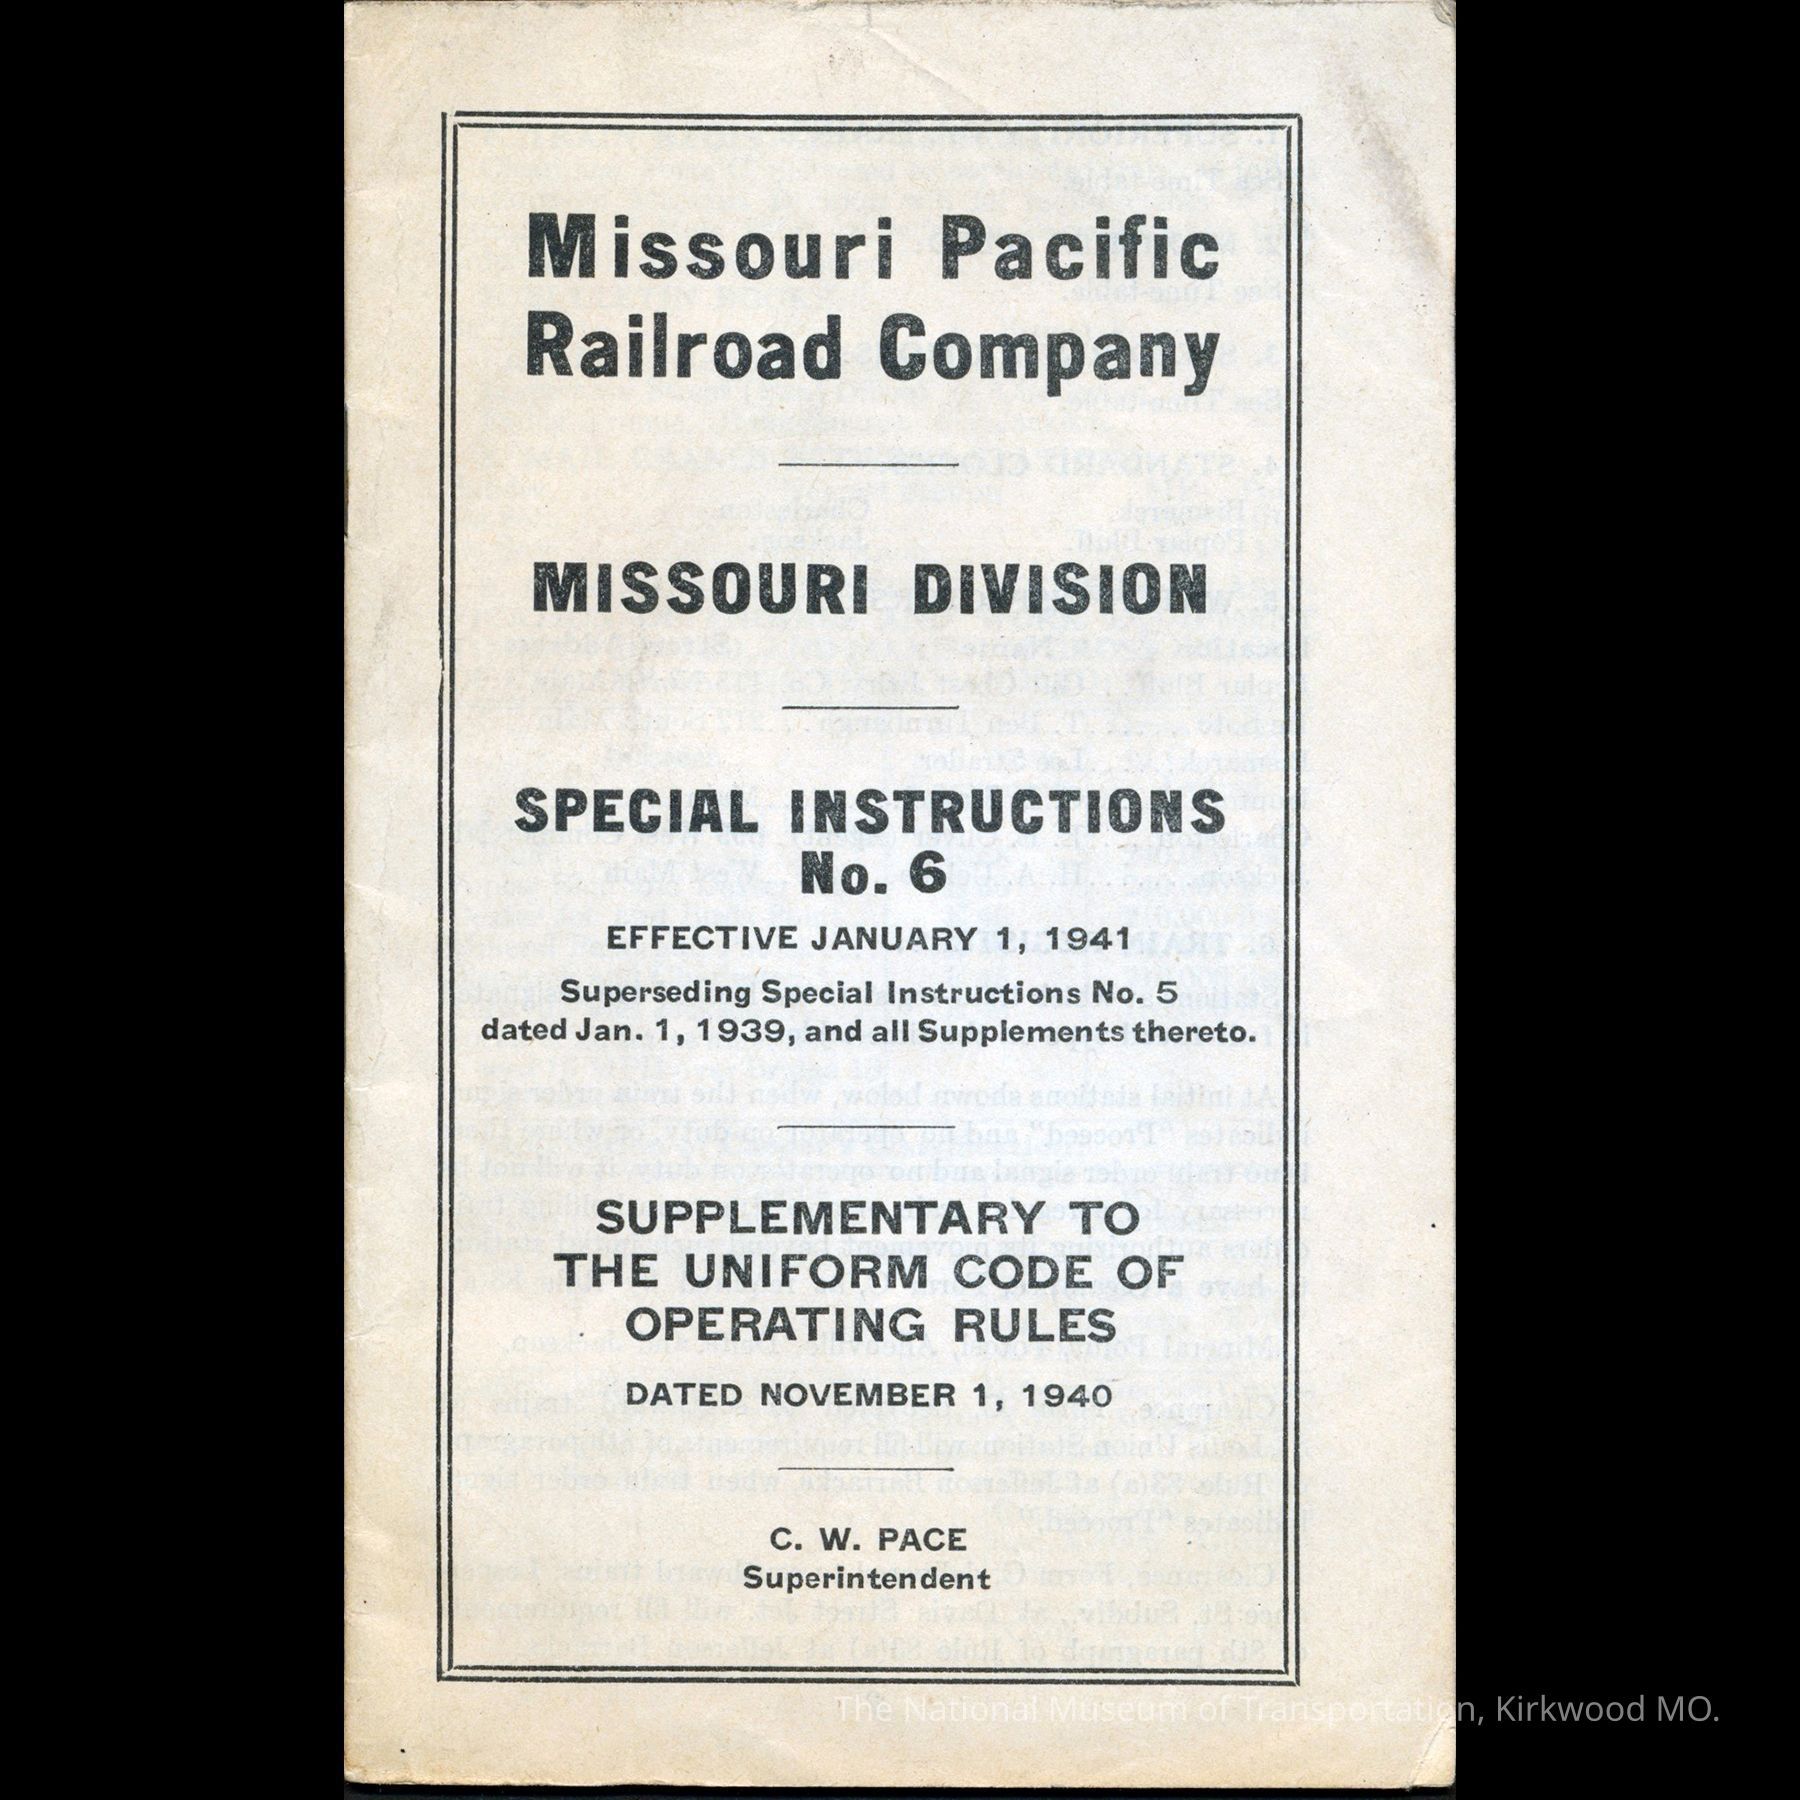 Missouri Pacific
Railroad Company
MISSOURI DIVISION
SPECIAL INSTRUCTIONS
No. 6
EFFECTIVE JANUARY 1, 1941
Superseding Special Instructions No. 5
dated Jan. 1, 1939, and all Supplements thereto.
SUPPLEMENTARY TO
THE UNIFORM CODE OF
OPERATING RULES
DATED NOVEMBER 1, 1940
C. W. PACE
Superintendent
The National Museum of Transportation, Kirkwood MO.